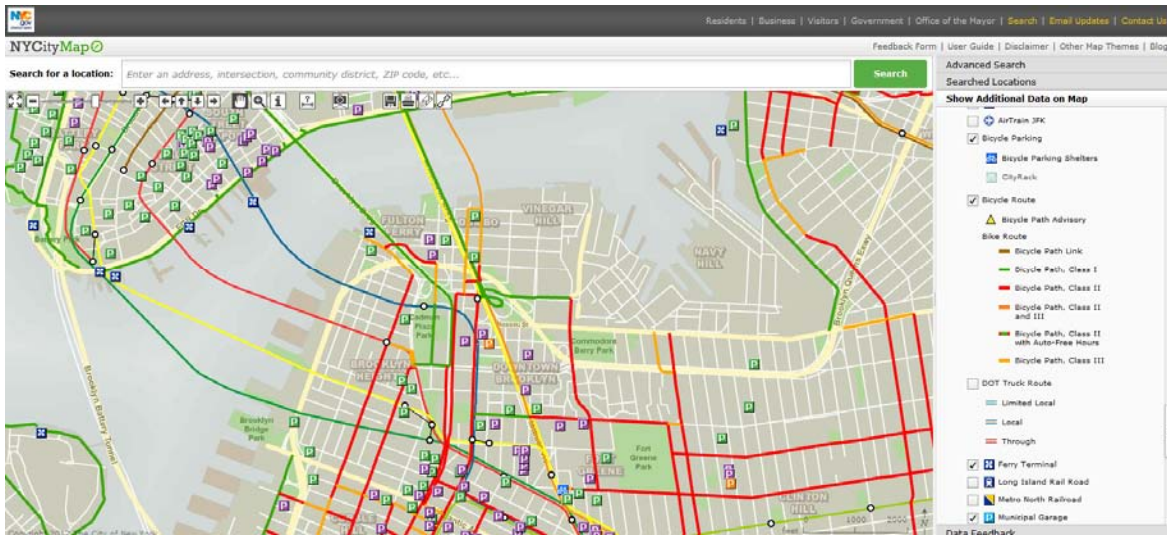 NYC
gov
Residents | Business | Visitors | Government | Office of the Mayor | Search | Email Updates | Contact Us
NYCityMap
Feedback Form | User Guide | Disclaimer | Other Map Themes | Blog
Search for a location:
Enter an address, intersection, community district, ZIP code, etc...
Search
Advanced Search
Searched Locations
Show Additional Data on Map
AirTrain JFK
Bicycle Parking
Bicycle Parking Shelters
CityRack
Bicycle Route
Bicycle Path Advisory
Bike Route
Bicycle Path Link
Bicycle Path, Class I
Bicycle Path, Class II
Bicycle Path, Class II
and III
Bicycle Path, Class II
with Auto-Free Hours
Bicycle Path, Class III
DOT Truck Route
Limited Local
Local
Through
Ferry Terminal
Long Island Rail Road
Metro North Railroad
Municipal Garage
Data Feedback
FULTON
FERRY
VINEGAR
HILL
NAVY
HILL
Brooklyn Queens Expy
Battery Park
Cadman
Plaza
Park
Commodore
Barry Park
BROOKLYN
HEIGHTS
DOWNTOWN
BROOKLYN
Brooklyn Battery Tunnel
Brooklyn
Bridge
Park
Fort
Greene
Park
CLINTON
HILL
1000
2000
N